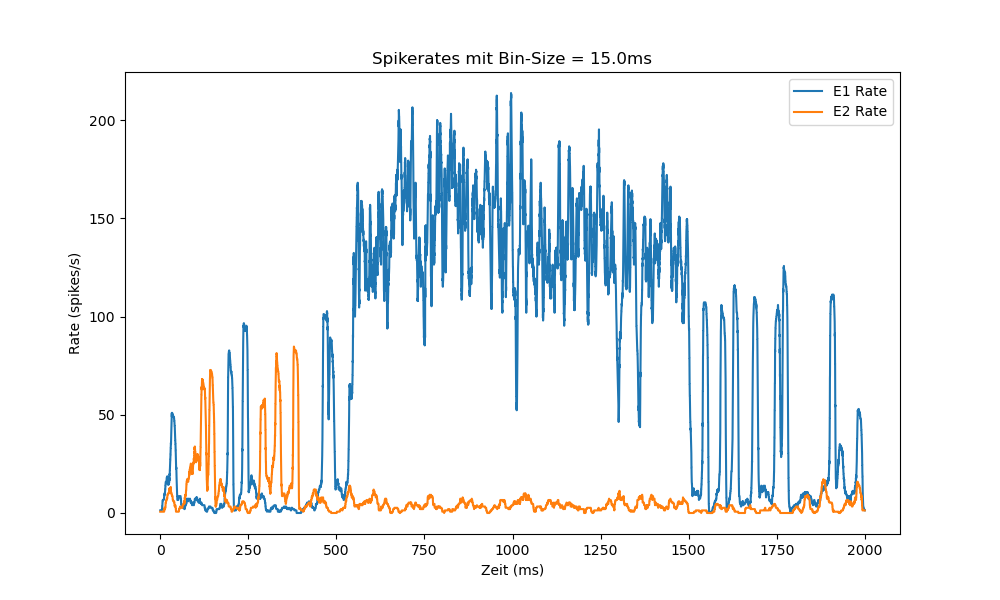 Spikerates mit Bin-Size = 15.0ms
E1 Rate
E2 Rate
Rate (spikes/s)
200
150
100
50
0
0 250 500 750 1000 1250 1500 1750 2000
Zeit (ms)